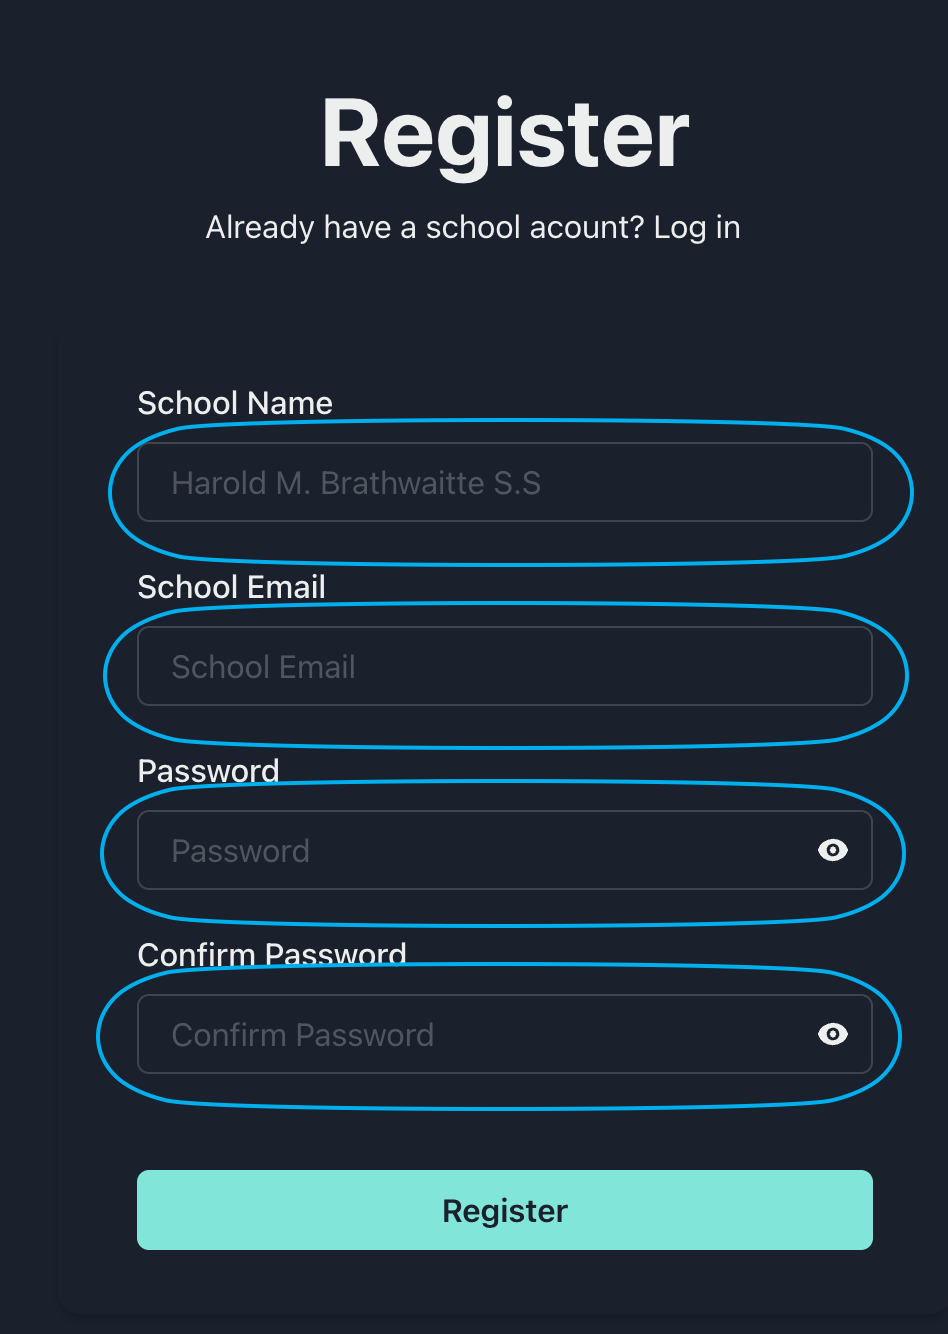 Register
Already have a school acount? Log in
School Name
Harold M. Brathwaitte S.S
School Email
School Email
Password
Password
Confirm Password
Confirm Password
Register